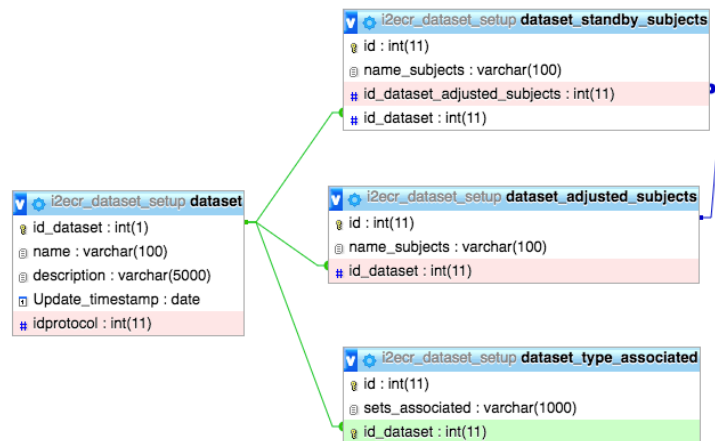 i2ecr_dataset_setup dataset_standby_subjects
id : int(11)
name_subjects : varchar(100)
# id_dataset_adjusted_subjects : int(11)
# id_dataset : int(11)
v i2ecr_dataset_setup dataset
id_dataset : int(1)
name : varchar(100)
description : varchar(5000)
Update_timestamp : date
# idprotocol : int(11)
v i2ecr_dataset_setup dataset_adjusted_subjects
id : int(11)
name_subjects : varchar(100)
# id_dataset : int(11)
v i2ecr_dataset_setup dataset_type_associated
id : int(11)
sets_associated : varchar(1000)
id_dataset : int(11)